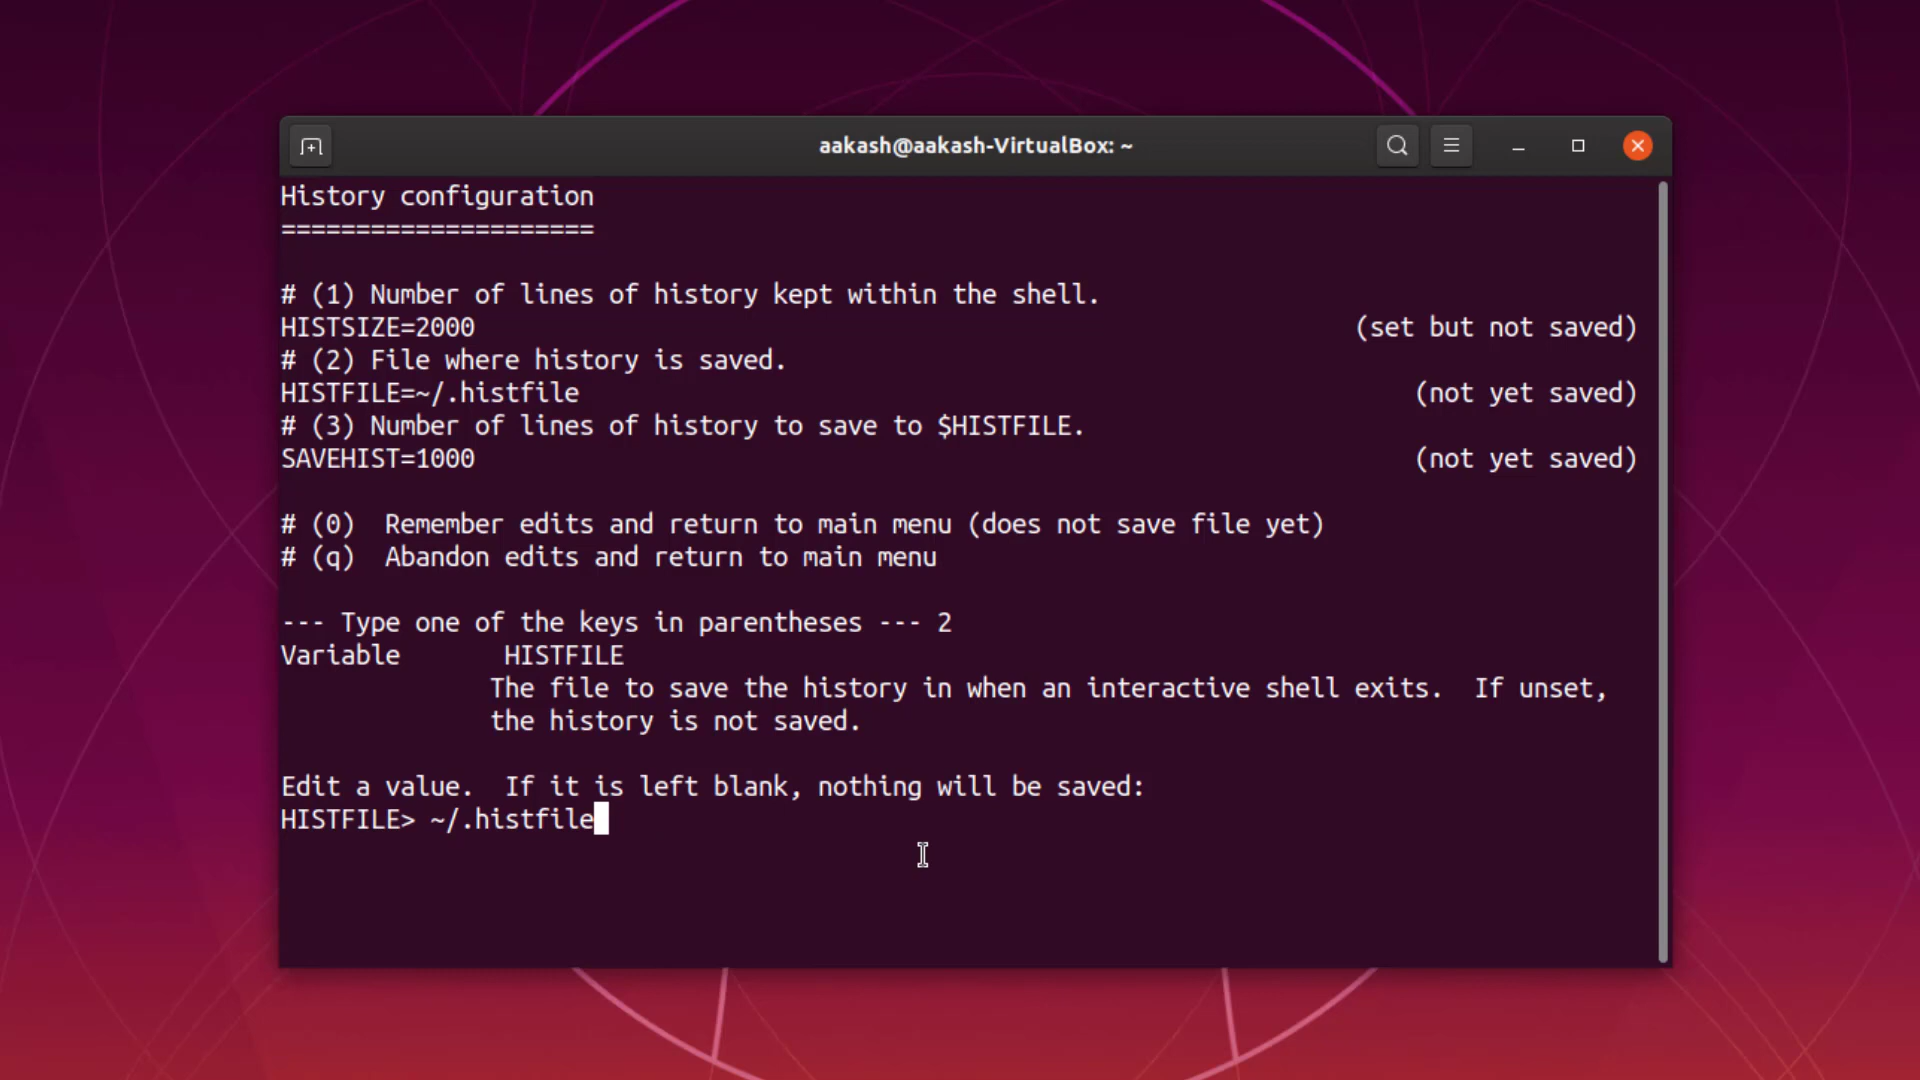 aakash@aakash-VirtualBox: ~
History configuration
=====================
# (1) Number of lines of history kept within the shell.
HISTSIZE=2000 (set but not saved)
# (2) File where history is saved.
HISTFILE=~/.histfile (not yet saved)
# (3) Number of lines of history to save to $HISTFILE.
SAVEHIST=1000 (not yet saved)
# (0)  Remember edits and return to main menu (does not save file yet)
# (q)  Abandon edits and return to main menu
--- Type one of the keys in parentheses --- 2
Variable       HISTFILE
The file to save the history in when an interactive shell exits.  If unset,
the history is not saved.
Edit a value.  If it is left blank, nothing will be saved:
HISTFILE> ~/.histfile